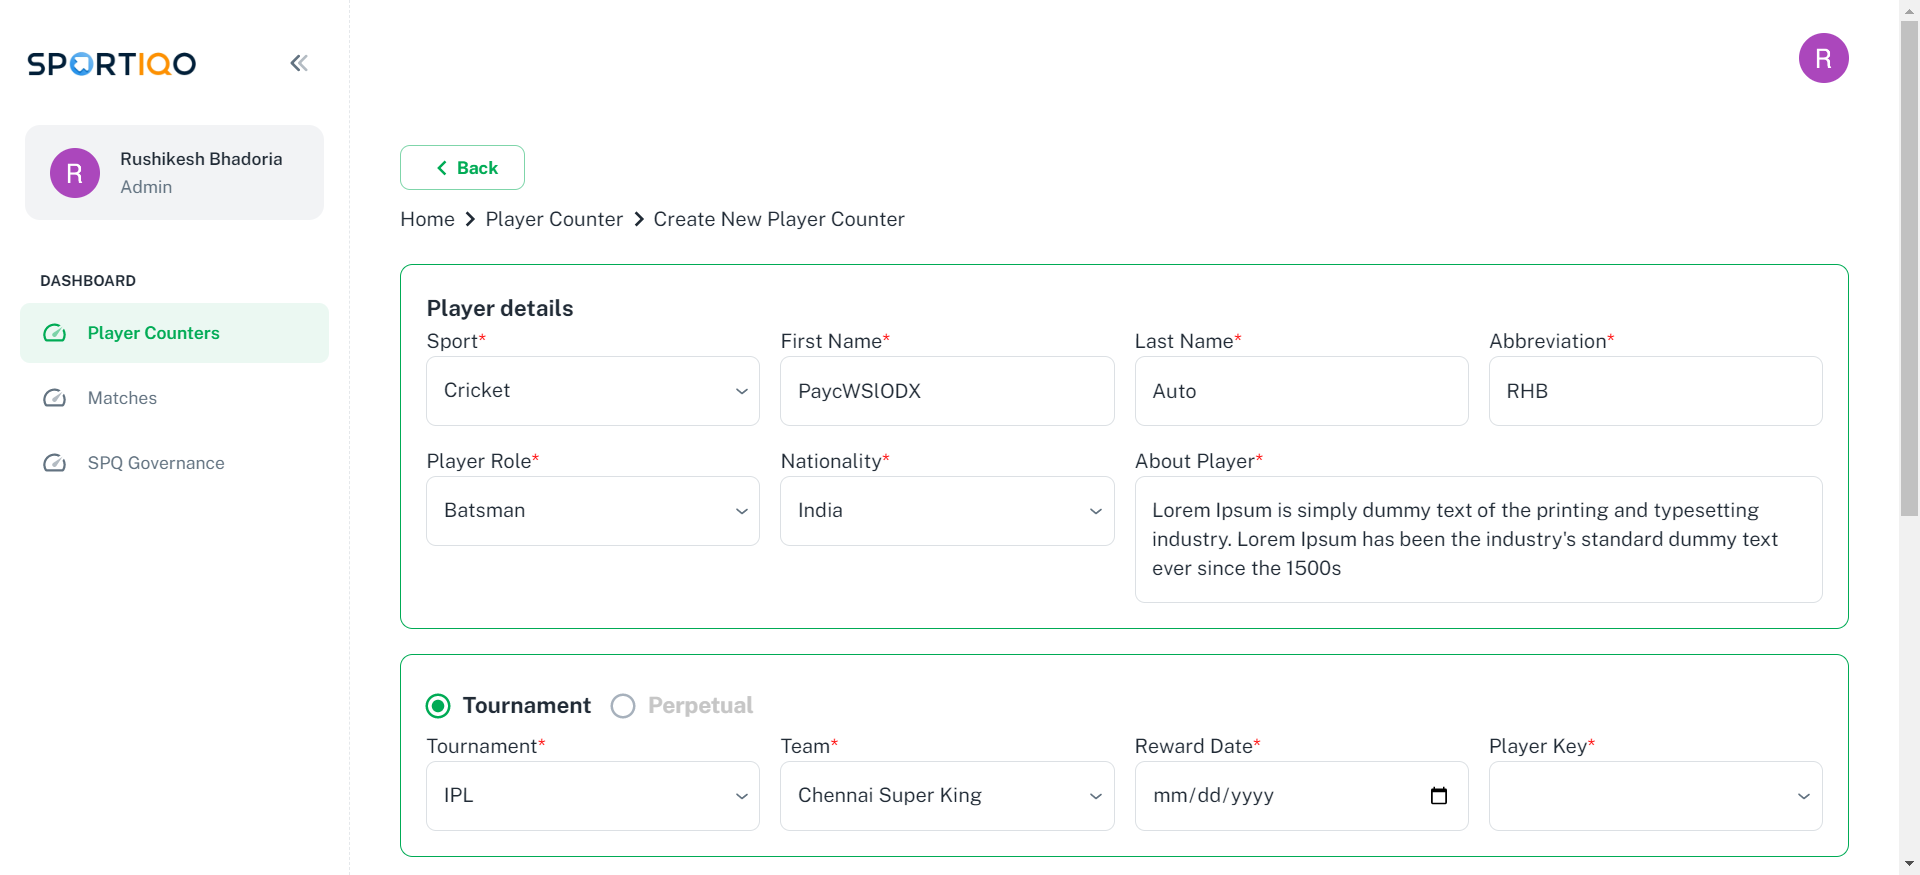 SPORTIQO
R
R
Rushikesh Bhadoria
Admin
DASHBOARD
Player Counters
Matches
SPQ Governance
Back
Home > Player Counter > Create New Player Counter
Player details
Sport* First Name* Last Name* Abbreviation*
Cricket PaycWSlODX Auto RHB
Player Role* Nationality* About Player*
Batsman India Lorem Ipsum is simply dummy text of the printing and typesetting
industry. Lorem Ipsum has been the industry's standard dummy text
ever since the 1500s
Tournament Perpetual
Tournament* Team* Reward Date* Player Key*
IPL Chennai Super King mm/dd/yyyy